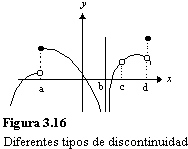 y
a
b
c
d
x
Figura 3.16
Diferentes tipos de discontinuidad